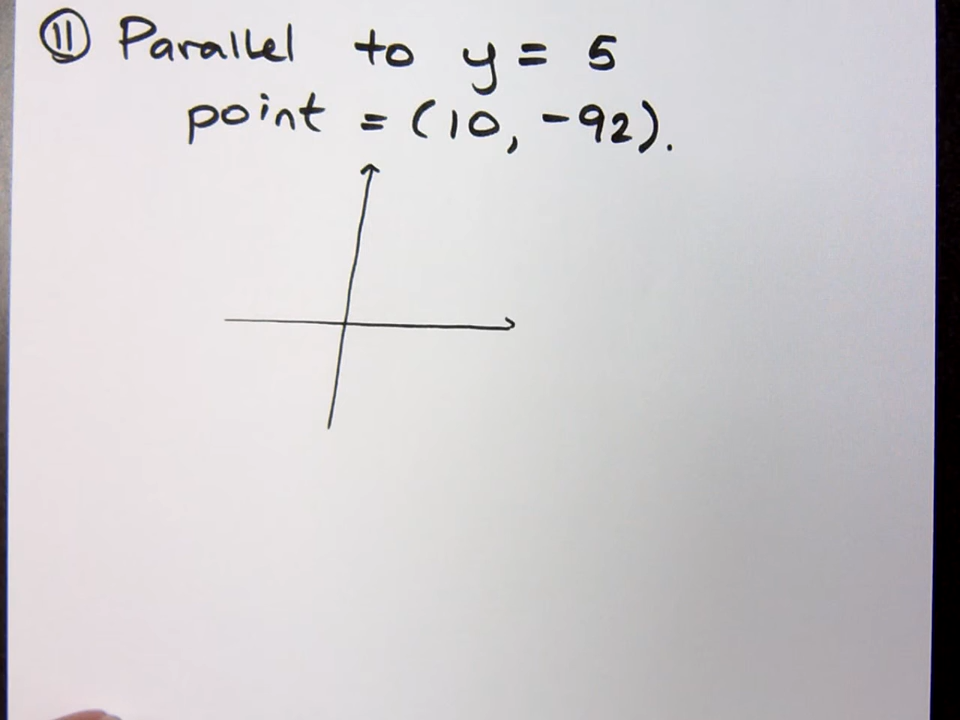 ⑪ Parallel to y = 5
point = (10, -92).